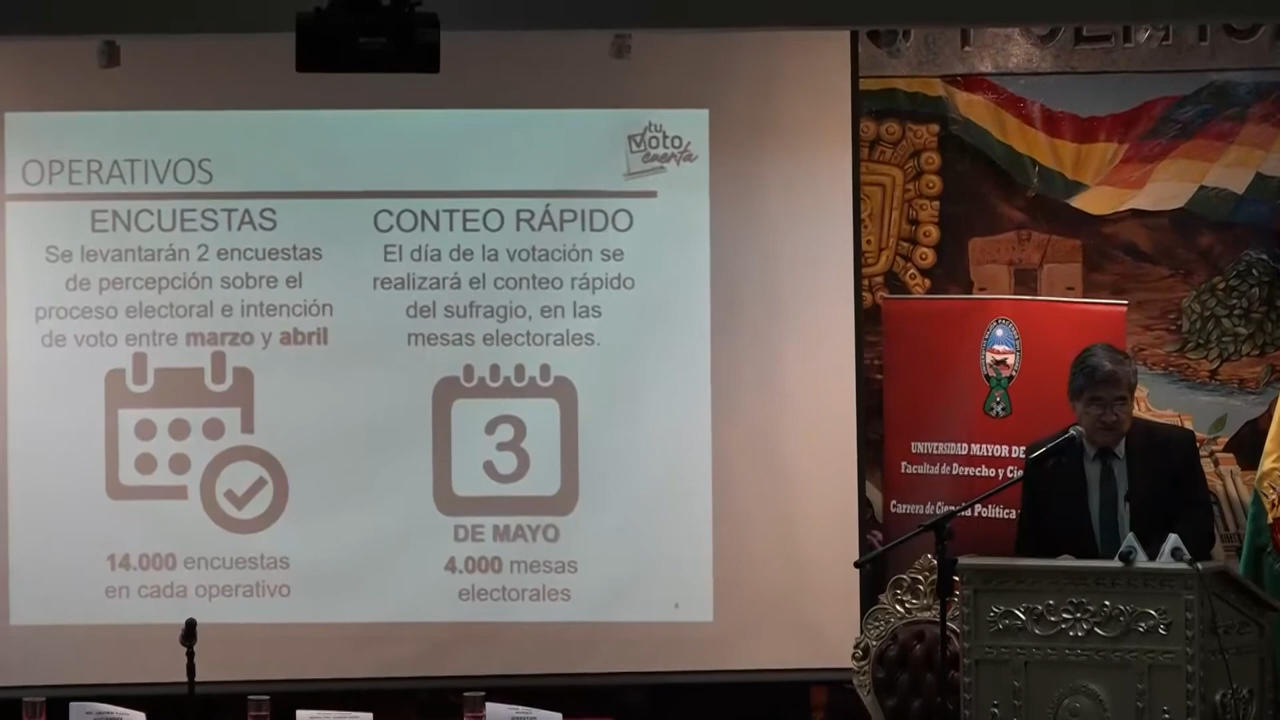 tu
Voto
cuenta
OPERATIVOS
ENCUESTAS
Se levantarán 2 encuestas
de percepción sobre el
proceso electoral e intención
de voto entre marzo y abril
14.000 encuestas
en cada operativo
CONTEO RÁPIDO
El día de la votación se
realizará el conteo rápido
del sufragio, en las
mesas electorales.
3
DE MAYO
4.000 mesas
electorales
UNIVERSIDAD MAYOR DE
Facultad de Derecho y
Carrera de Ciencia Política